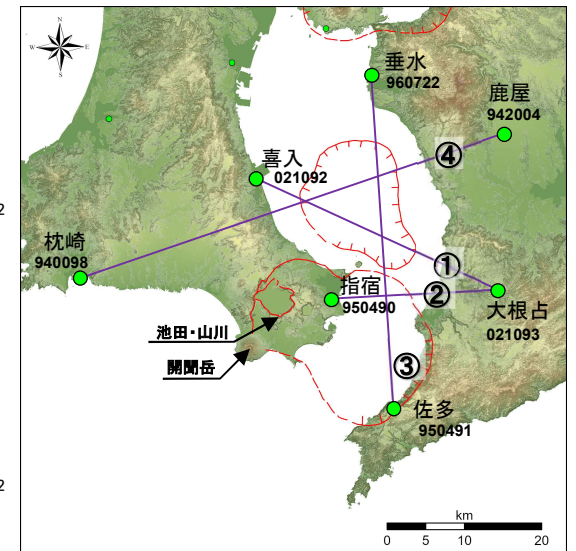 N
W E
S
垂水
960722
鹿屋
942004
④
喜入
021092
2
枕崎
940098
①
指宿
950490
②
大根占
021093
池田・山川
開聞岳
③
佐多
950491
2
km
0 5 10 20